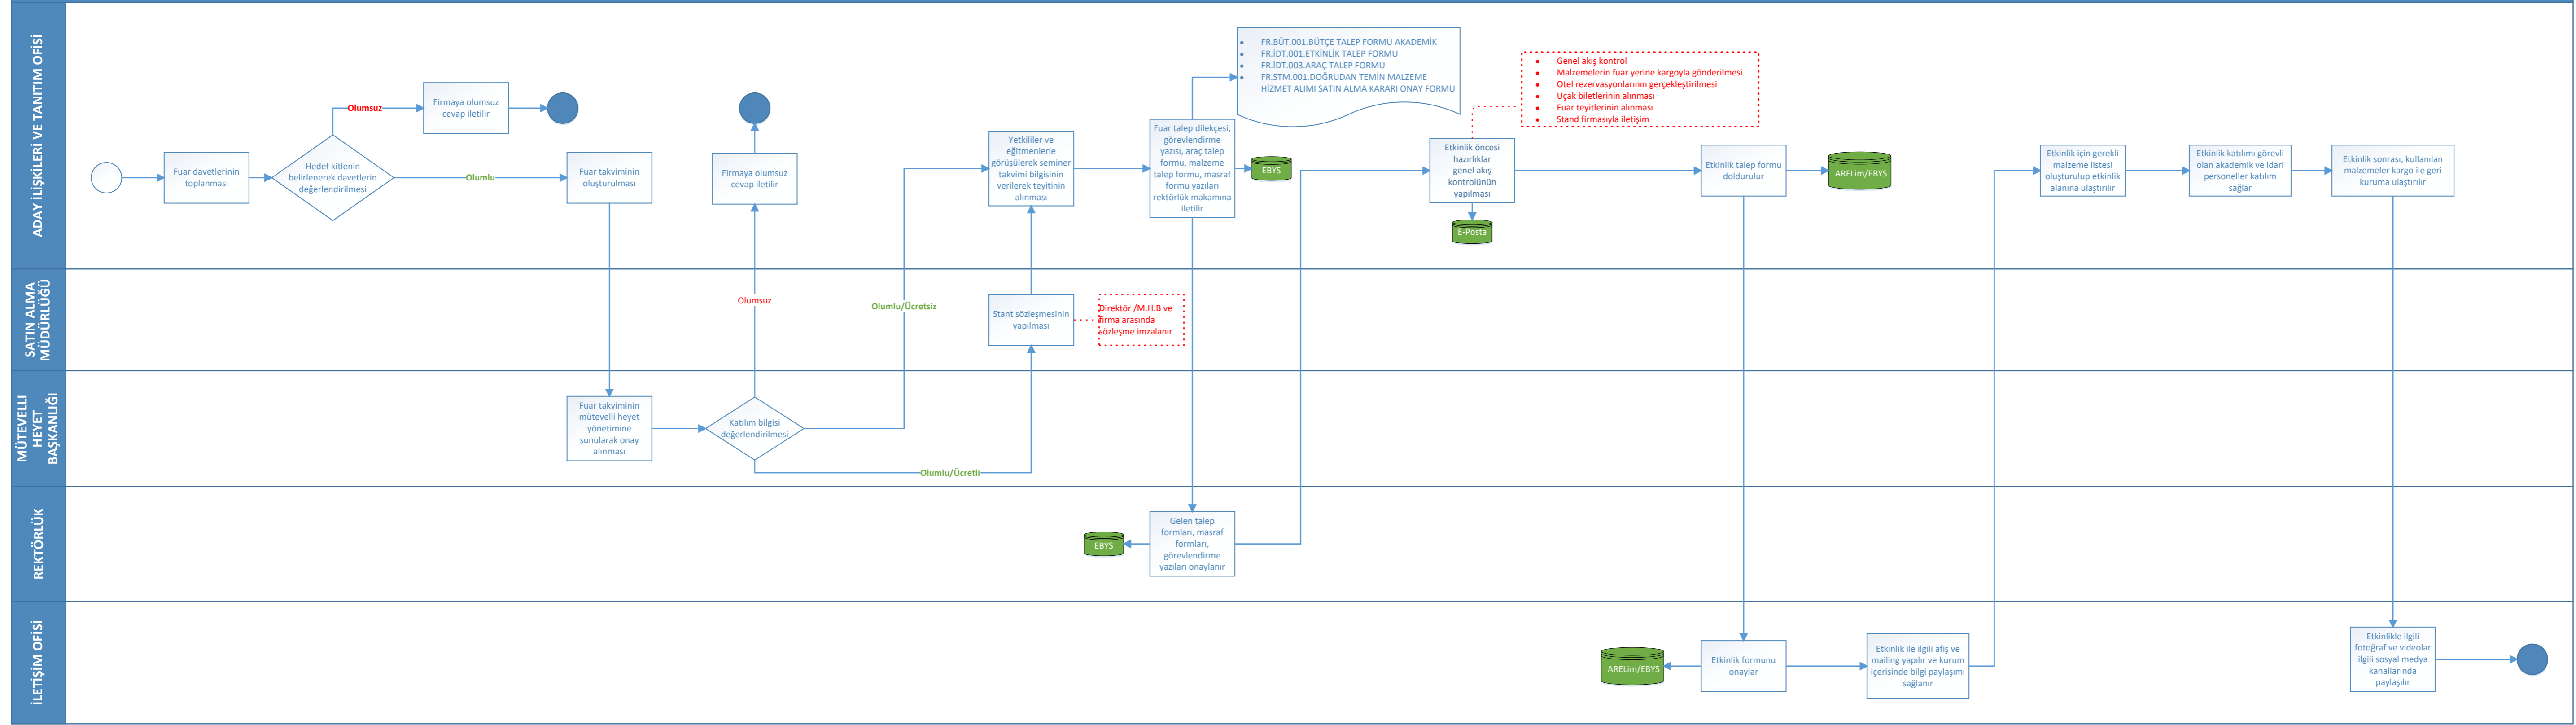 ADAY İLİŞKİLERİ VE TANITIM OFİSİ
Fuar davetlerinin
toplanması
Hedef kitlenin
belirlenerek davetlerin
değerlendirilmesi
Olumsuz
Firmaya olumsuz
cevap iletilir
Olumlu
Fuar takviminin
oluşturulması
Firmaya olumsuz
cevap iletilir
Yetkililer ve
eğitmenlerle
görüşülerek seminer
takvimi bilgisinin
verilerek teyitinin
alınması
Fuar talep dilekçesi,
görevlendirme
yazısı, araç talep
formu, malzeme
talep formu, masraf
formu yazıları
rektörlük makamına
iletilir
• FR.BÜT.001.BÜTÇE TALEP FORMU AKADEMİK
• FR.İDT.001.ETKİNLİK TALEP FORMU
• FR.İDT.003.ARAÇ TALEP FORMU
• FR.STM.001.DOĞRUDAN TEMİN MALZEME
HİZMET ALIMI SATIN ALMA KARARI ONAY FORMU
EBYS
Etkinlik öncesi
hazırlıklar
genel akış
kontrolünün
yapılması
E-Posta
• Genel akış kontrol
• Malzemelerin fuar yerine kargoyla gönderilmesi
• Otel rezervasyonlarının gerçekleştirilmesi
• Uçak biletlerinin alınması
• Fuar teyitlerinin alınması
• Stand firmasıyla iletişim
Etkinlik talep formu
doldurulur
ARELim/EBYS
Etkinlik için gerekli
malzeme listesi
oluşturulup etkinlik
alanına ulaştırılır
Etkinlik katılımı görevli
olan akademik ve idari
personeller katılım
sağlar
Etkinlik sonrası, kullanılan
malzemeler kargo ile geri
kuruma ulaştırılır
SATIN ALMA
MÜDÜRLÜĞÜ
Olumsuz
Olumlu/Ücretsiz
Stant sözleşmesinin
yapılması
Direktör /M.H.B ve
firma arasında
sözleşme imzalanır
MÜTEVELLI
HEYET
BAŞKANLIĞI
Fuar takviminin
mütevelli heyet
yönetimine
sunularak onay
alınması
Katılım bilgisi
değerlendirilmesi
Olumlu/Ücretli
REKTÖRLÜK
EBYS
Gelen talep
formları, masraf
formları,
görevlendirme
yazıları onaylanır
İLETİŞİM OFİSİ
ARELim/EBYS
Etkinlik formunu
onaylar
Etkinlik ile ilgili afiş ve
mailing yapılır ve kurum
içerisinde bilgi paylaşımı
sağlanır
Etkinlikle ilgili
fotoğraf ve videolar
ilgili sosyal medya
kanallarında
paylaşılır